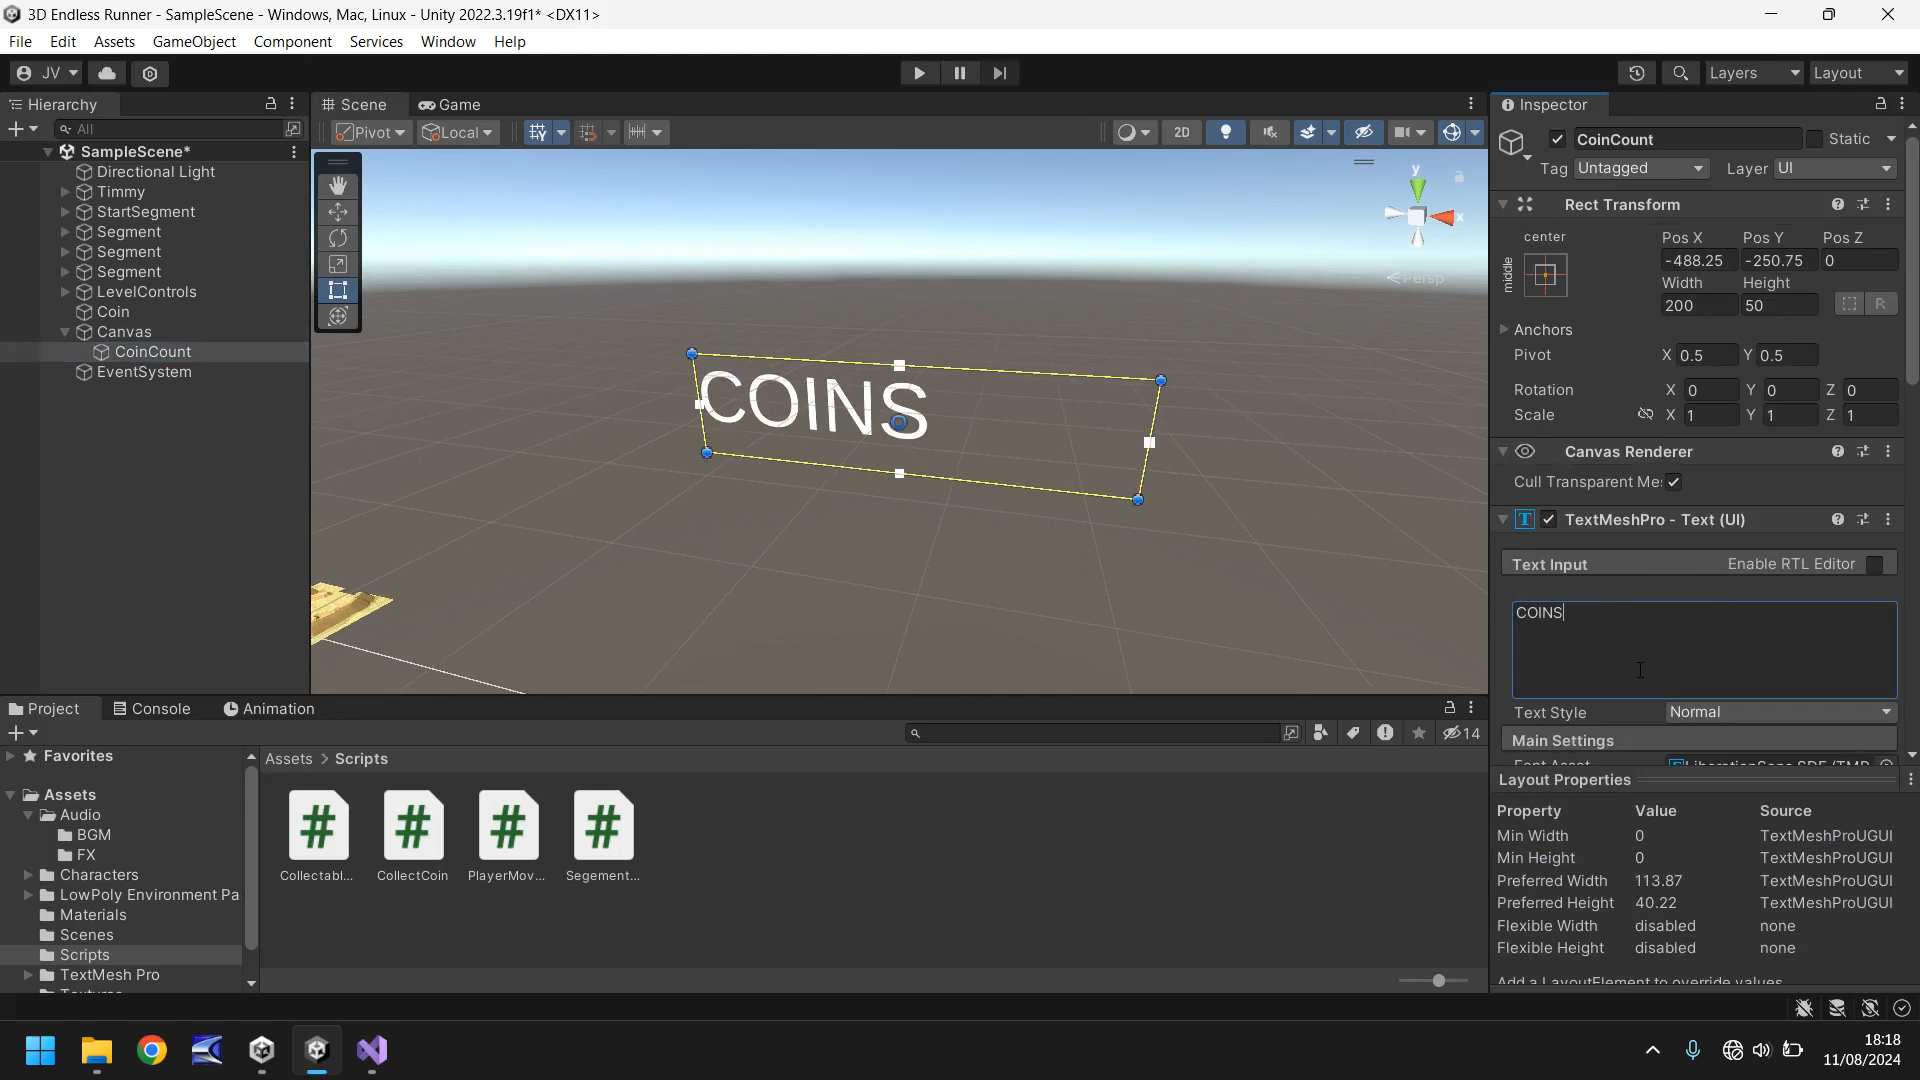 3D Endless Runner - SampleScene - Windows, Mac, Linux - Unity 2022.3.19f1* <DX11>
File Edit Assets GameObject Component Services Window Help
JV Layers Layout
Hierarchy Scene Game Inspector
All Pivot Local 2D
SampleScene*
Directional Light
Timmy
StartSegment
Segment
Segment
Segment
LevelControls
Coin
Canvas
CoinCount
EventSystem
y
x
Persp
COINS
CoinCount Static
Tag Untagged Layer UI
Rect Transform
center Pos X Pos Y Pos Z
middle -488.25 -250.75 0
Width Height
200 50 R
Anchors
Pivot X 0.5 Y 0.5
Rotation X 0 Y 0 Z 0
Scale X 1 Y 1 Z 1
Canvas Renderer
Cull Transparent Me
TextMeshPro - Text (UI)
Text Input Enable RTL Editor
COINS
Text Style Normal
Main Settings
Font Asset LiberationSans SDF (TMP
Layout Properties
Property Value Source
Min Width 0 TextMeshProUGUI
Min Height 0 TextMeshProUGUI
Preferred Width 113.87 TextMeshProUGUI
Preferred Height 40.22 TextMeshProUGUI
Flexible Width disabled none
Flexible Height disabled none
Add a LayoutElement to override values
Project Console Animation
14
Favorites
Assets
Audio
BGM
FX
Characters
LowPoly Environment Pa
Materials
Scenes
Scripts
TextMesh Pro
Textures
Assets > Scripts
Collectabl... CollectCoin PlayerMov... Segement...
18:18
11/08/2024